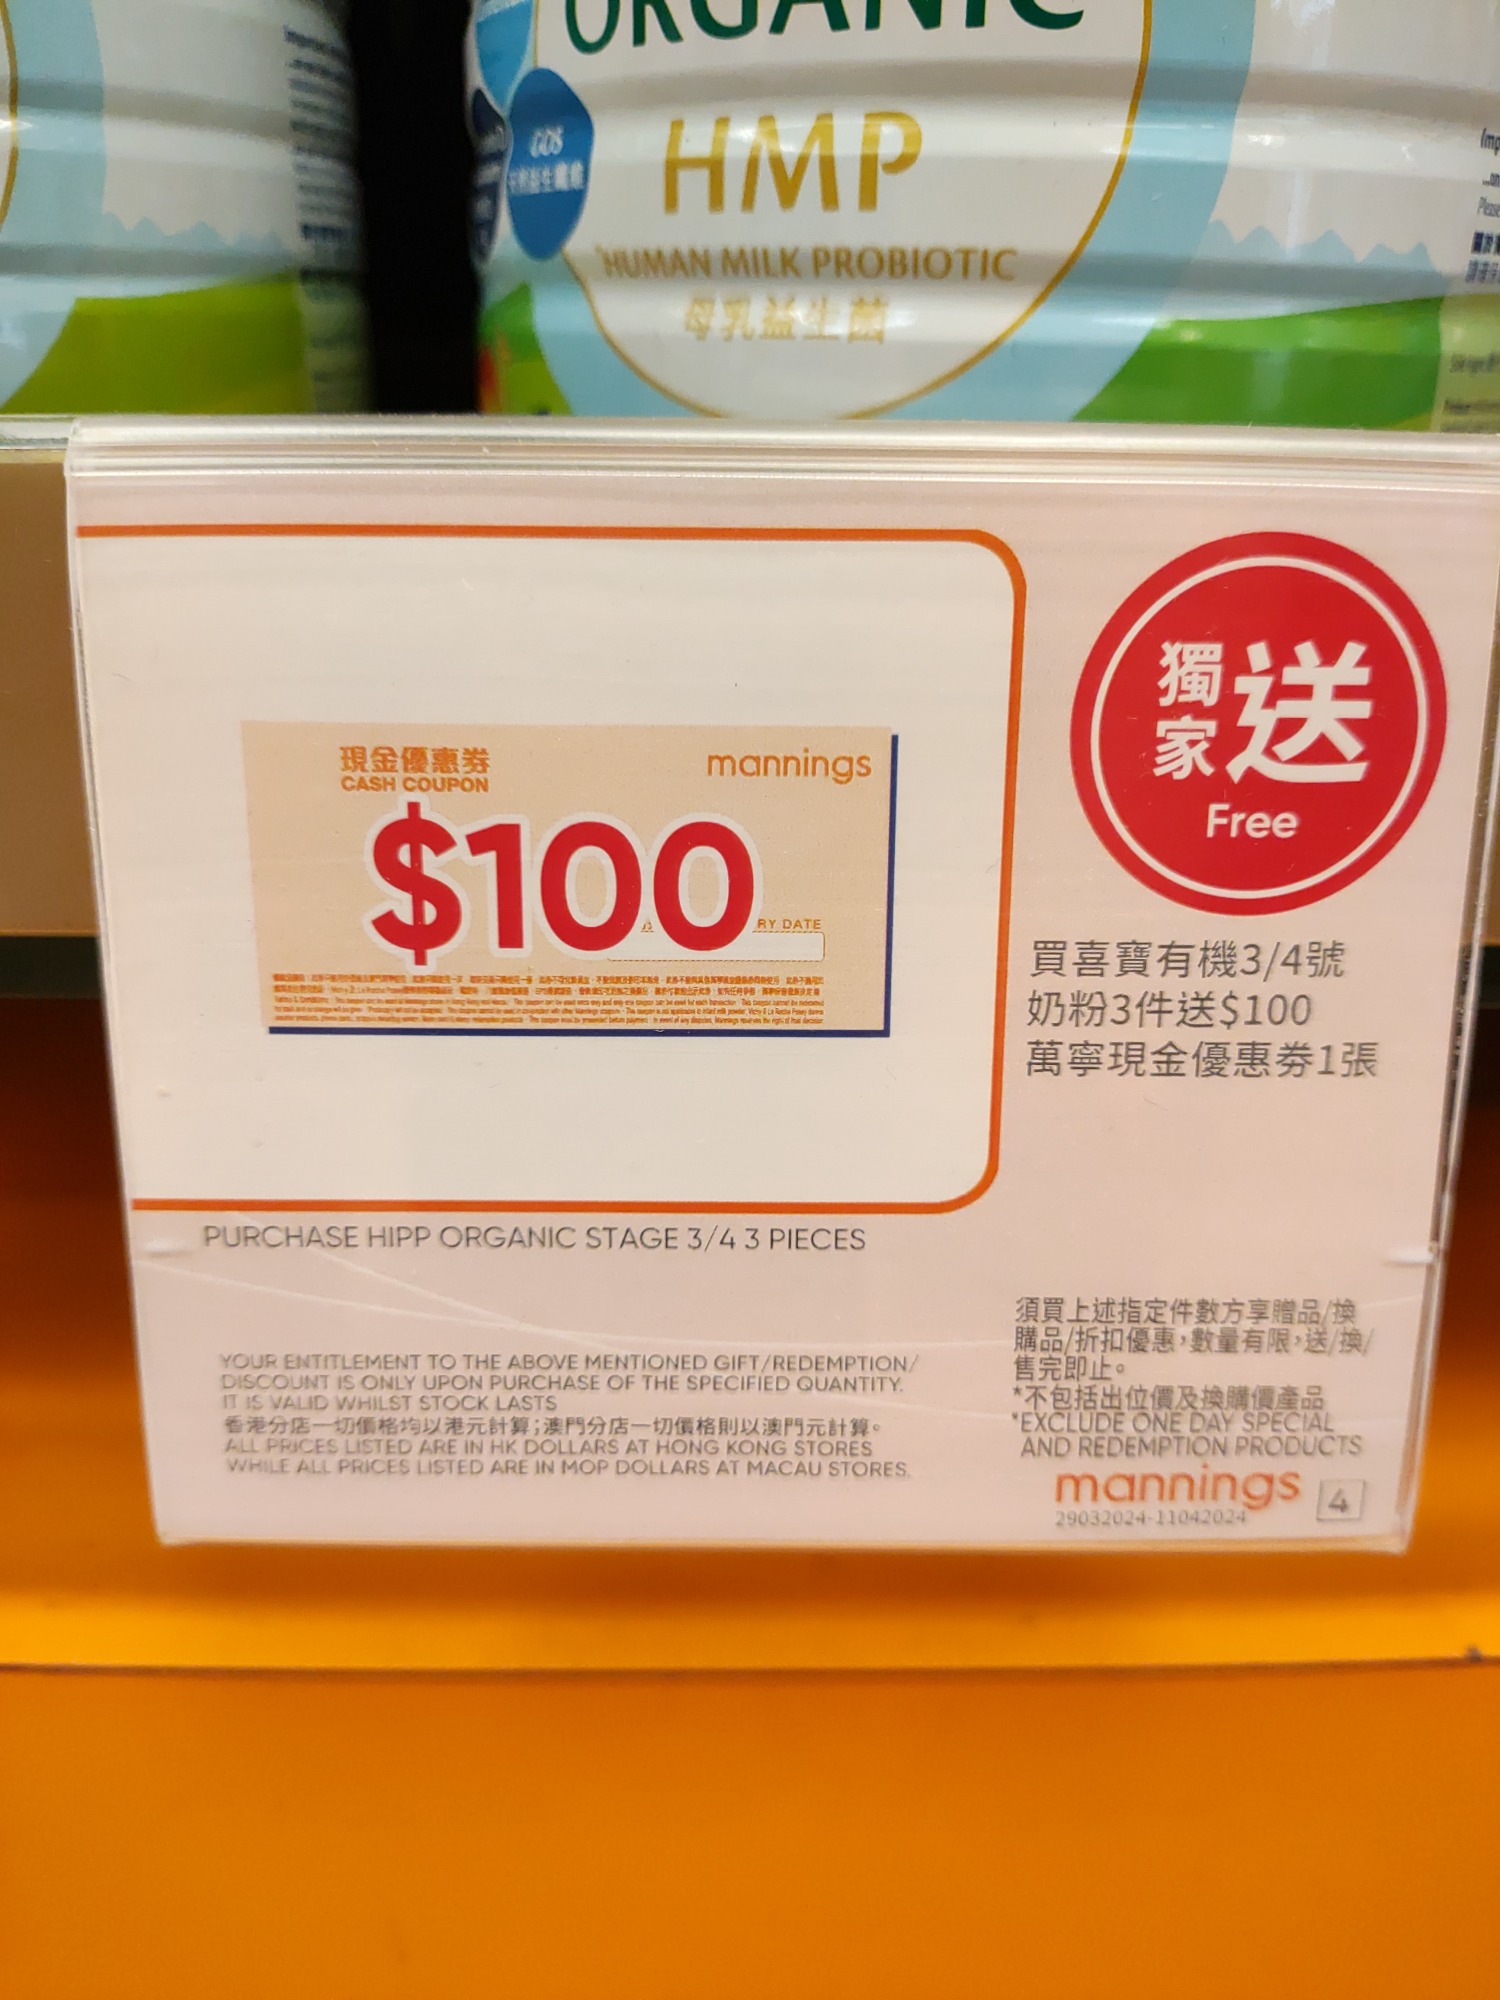 ORGANIC
GOS
HMP
*HUMAN MILK PROBIOTIC
母乳益生菌
現金優惠券
CASH COUPON
mannings
$100
RY DATE
獨家送
Free
買喜寶有機3/4號
奶粉3件送$100
萬寧現金優惠券1張
PURCHASE HIPP ORGANIC STAGE 3/4 3 PIECES
YOUR ENTITLEMENT TO THE ABOVE MENTIONED GIFT/REDEMPTION/
DISCOUNT IS ONLY UPON PURCHASE OF THE SPECIFIED QUANTITY.
IT IS VALID WHILST STOCK LASTS
香港分店一切價格均以港元計算；澳門分店一切價格則以澳門元計算。
ALL PRICES LISTED ARE IN HK DOLLARS AT HONG KONG STORES
WHILE ALL PRICES LISTED ARE IN MOP DOLLARS AT MACAU STORES.
須買上述指定件數方享贈品/換
購品/折扣優惠，數量有限，送/換/
售完即止。
*不包括出位價及換購價產品
*EXCLUDE ONE DAY SPECIAL
AND REDEMPTION PRODUCTS
mannings
29032024-11042024
4